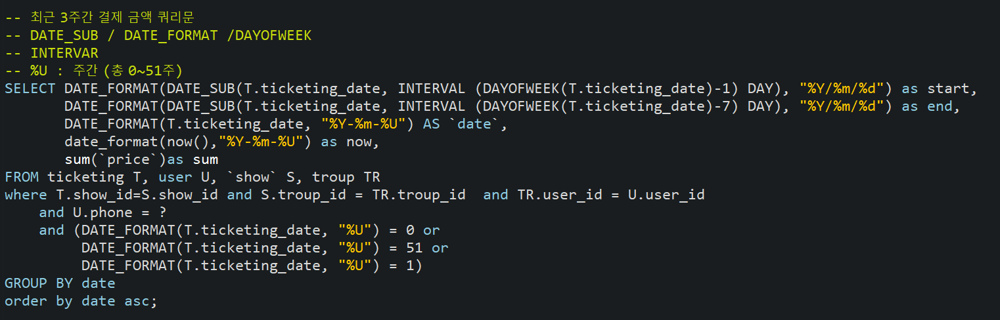 -- 최근 3주간 결제 금액 쿼리문
-- DATE_SUB / DATE_FORMAT /DAYOFWEEK
-- INTERVAR
-- %U : 주간 (총 0~51주)
SELECT DATE_FORMAT(DATE_SUB(T.ticketing_date, INTERVAL (DAYOFWEEK(T.ticketing_date)-1) DAY), "%Y/%m/%d") as start,
DATE_FORMAT(DATE_SUB(T.ticketing_date, INTERVAL (DAYOFWEEK(T.ticketing_date)-7) DAY), "%Y/%m/%d") as end,
DATE_FORMAT(T.ticketing_date, "%Y-%m-%U") AS `date`,
date_format(now(),"%Y-%m-%U") as now,
sum(`price`)as sum
FROM ticketing T, user U, `show` S, troup TR
where T.show_id=S.show_id and S.troup_id = TR.troup_id  and TR.user_id = U.user_id
and U.phone = ?
and (DATE_FORMAT(T.ticketing_date, "%U") = 0 or
DATE_FORMAT(T.ticketing_date, "%U") = 51 or
DATE_FORMAT(T.ticketing_date, "%U") = 1)
GROUP BY date
order by date asc;